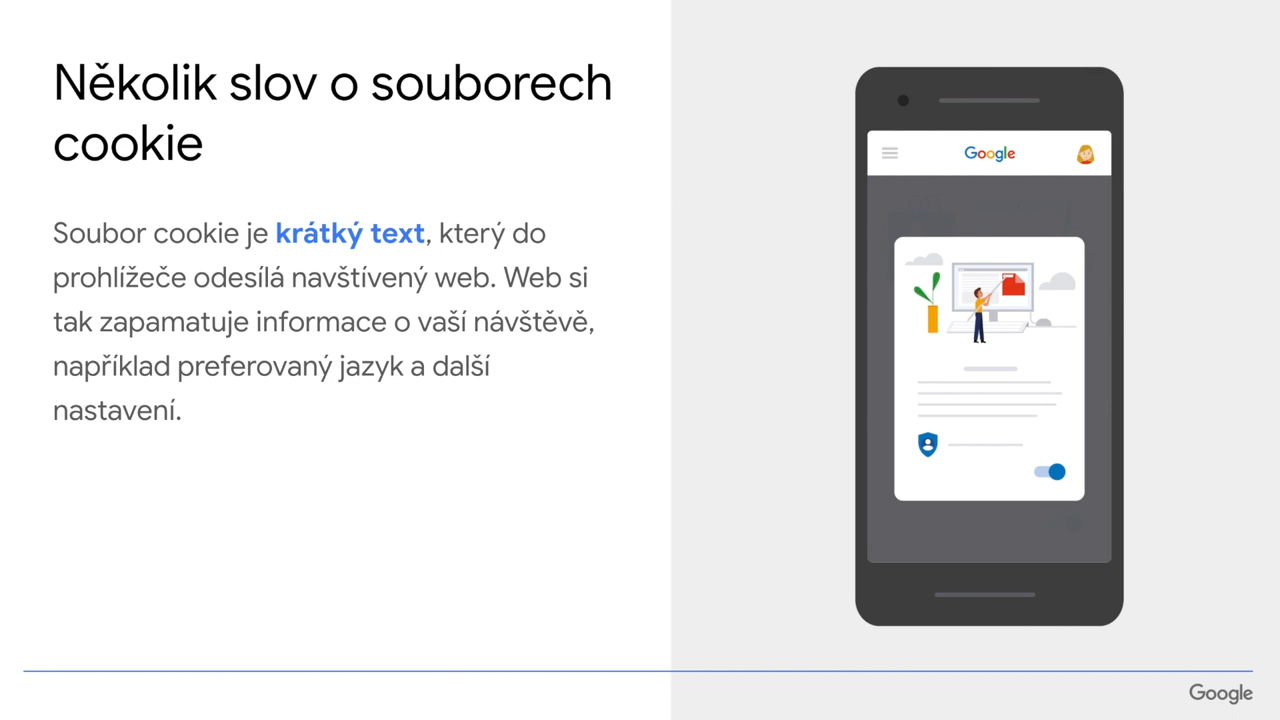 Několik slov o souborech
cookie
Soubor cookie je krátký text, který do
prohlížeče odesílá navštívený web. Web si
tak zapamatuje informace o vaší návštěvě,
například preferovaný jazyk a další
nastavení.
Google
Google